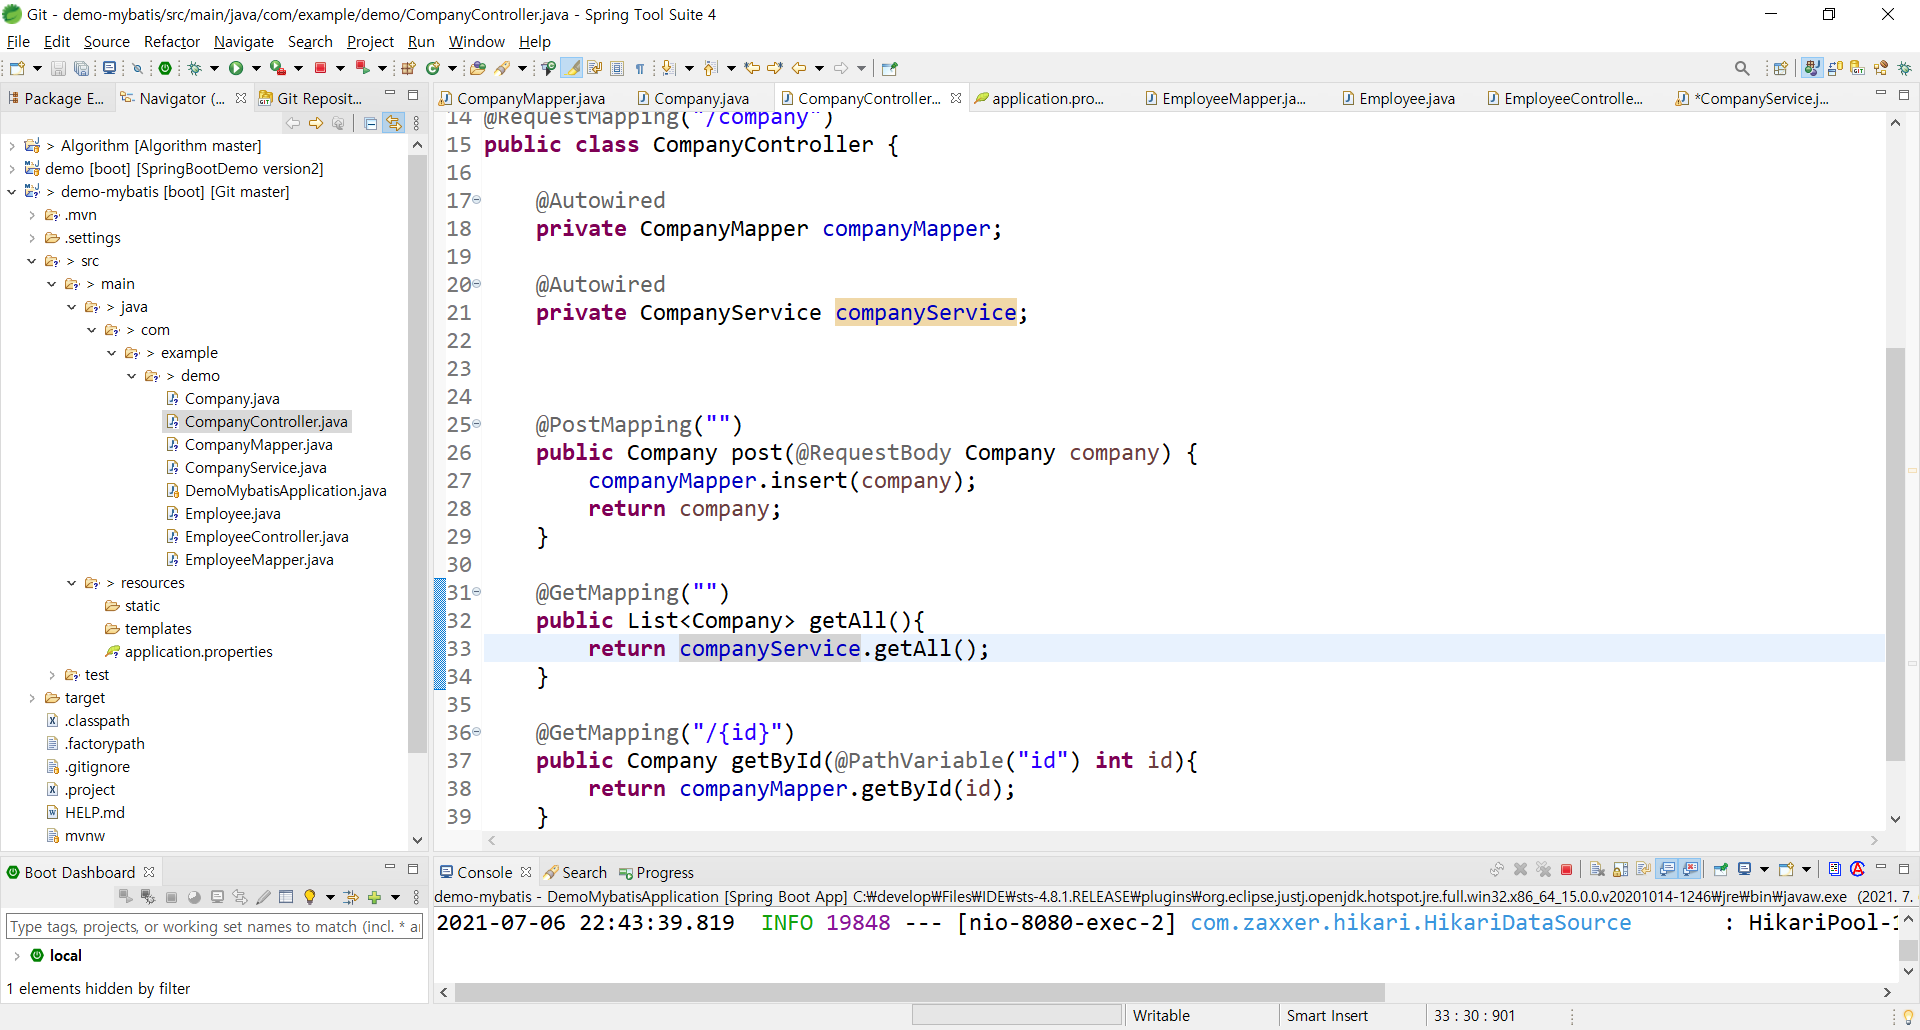 Git - demo-mybatis/src/main/java/com/example/demo/CompanyController.java - Spring Tool Suite 4
File Edit Source Refactor Navigate Search Project Run Window Help
Package E... Navigator (... Git Reposit...
> Algorithm [Algorithm master]
demo [boot] [SpringBootDemo version2]
> demo-mybatis [boot] [Git master]
.mvn
.settings
> src
> main
> java
> com
> example
> demo
Company.java
CompanyController.java
CompanyMapper.java
CompanyService.java
DemoMybatisApplication.java
Employee.java
EmployeeController.java
EmployeeMapper.java
> resources
static
templates
application.properties
test
target
.classpath
.factorypath
.gitignore
.project
HELP.md
mvnw
CompanyMapper.java Company.java CompanyController... application.pro... EmployeeMapper.ja... Employee.java EmployeeControlle... *CompanyService.j...
14 @RequestMapping("/company")
15 public class CompanyController {
16
17 @Autowired
18 private CompanyMapper companyMapper;
19
20 @Autowired
21 private CompanyService companyService;
22
23
24
25 @PostMapping("")
26 public Company post(@RequestBody Company company) {
27 companyMapper.insert(company);
28 return company;
29 }
30
31 @GetMapping("")
32 public List<Company> getAll(){
33 return companyService.getAll();
34 }
35
36 @GetMapping("/{id}")
37 public Company getById(@PathVariable("id") int id){
38 return companyMapper.getById(id);
39 }
Boot Dashboard
Type tags, projects, or working set names to match (incl. * a
local
1 elements hidden by filter
Console Search Progress
demo-mybatis - DemoMybatisApplication [Spring Boot App] C:₩develop₩Files₩IDE₩sts-4.8.1.RELEASE₩plugins₩org.eclipse.justj.openjdk.hotspot.jre.full.win32.x86_64_15.0.0.v20201014-1246₩jre₩bin₩javaw.exe (2021. 7.
2021-07-06 22:43:39.819 INFO 19848 --- [nio-8080-exec-2] com.zaxxer.hikari.HikariDataSource : HikariPool-1
Writable Smart Insert 33 : 30 : 901